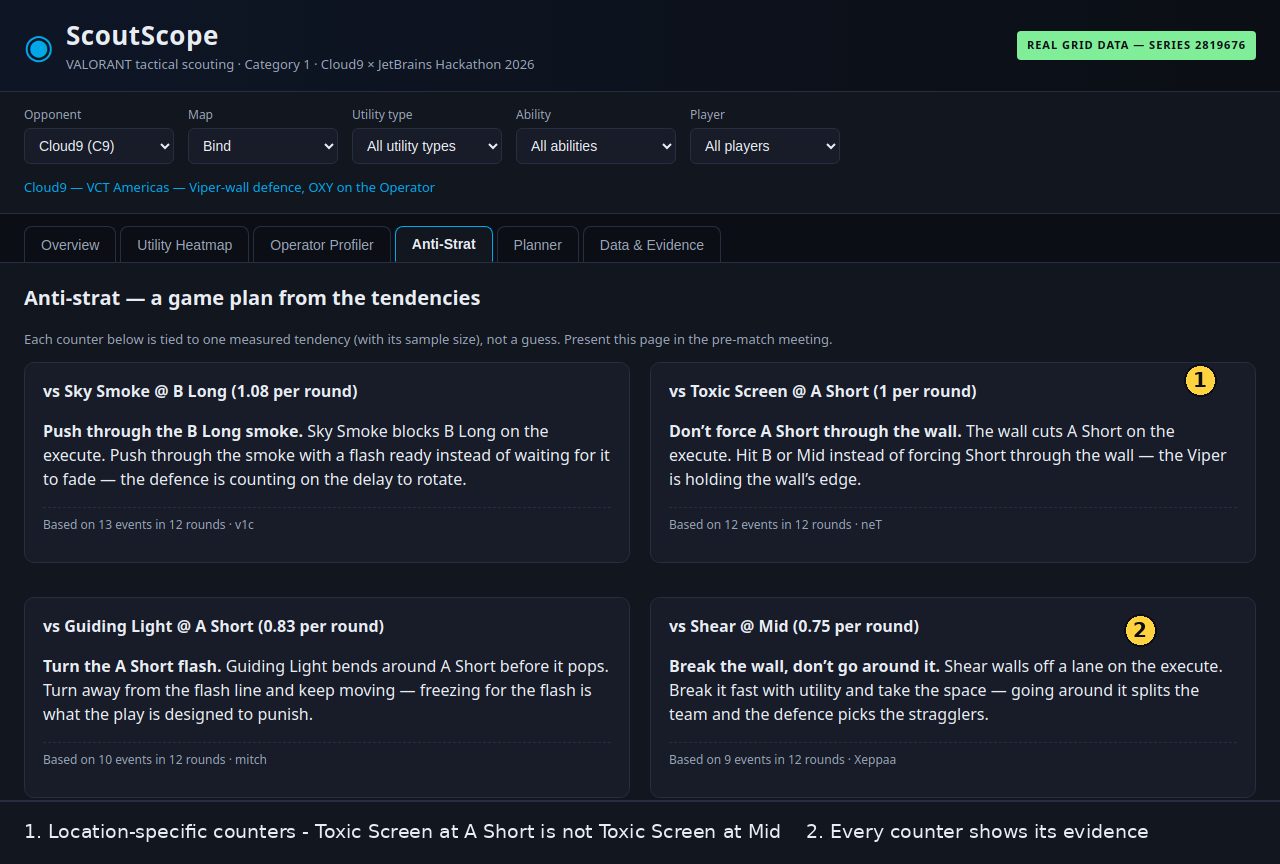 ScoutScope
VALORANT tactical scouting · Category 1 · Cloud9 × JetBrains Hackathon 2026
REAL GRID DATA — SERIES 2819676
Opponent
Map
Utility type
Ability
Player
Cloud9 (C9)
Bind
All utility types
All abilities
All players
Cloud9 — VCT Americas — Viper-wall defence, OXY on the Operator
Overview
Utility Heatmap
Operator Profiler
Anti-Strat
Planner
Data & Evidence
Anti-strat — a game plan from the tendencies
Each counter below is tied to one measured tendency (with its sample size), not a guess. Present this page in the pre-match meeting.
vs Sky Smoke @ B Long (1.08 per round)
Push through the B Long smoke. Sky Smoke blocks B Long on the
execute. Push through the smoke with a flash ready instead of waiting for it
to fade — the defence is counting on the delay to rotate.
Based on 13 events in 12 rounds · v1c
vs Toxic Screen @ A Short (1 per round)
1
Don’t force A Short through the wall. The wall cuts A Short on the
execute. Hit B or Mid instead of forcing Short through the wall — the Viper
is holding the wall’s edge.
Based on 12 events in 12 rounds · neT
vs Guiding Light @ A Short (0.83 per round)
Turn the A Short flash. Guiding Light bends around A Short before it pops.
Turn away from the flash line and keep moving — freezing for the flash is
what the play is designed to punish.
Based on 10 events in 12 rounds · mitch
vs Shear @ Mid (0.75 per round)
2
Break the wall, don’t go around it. Shear walls off a lane on the execute.
Break it fast with utility and take the space — going around it splits the
team and the defence picks the stragglers.
Based on 9 events in 12 rounds · Xeppaa
1. Location-specific counters - Toxic Screen at A Short is not Toxic Screen at Mid 2. Every counter shows its evidence